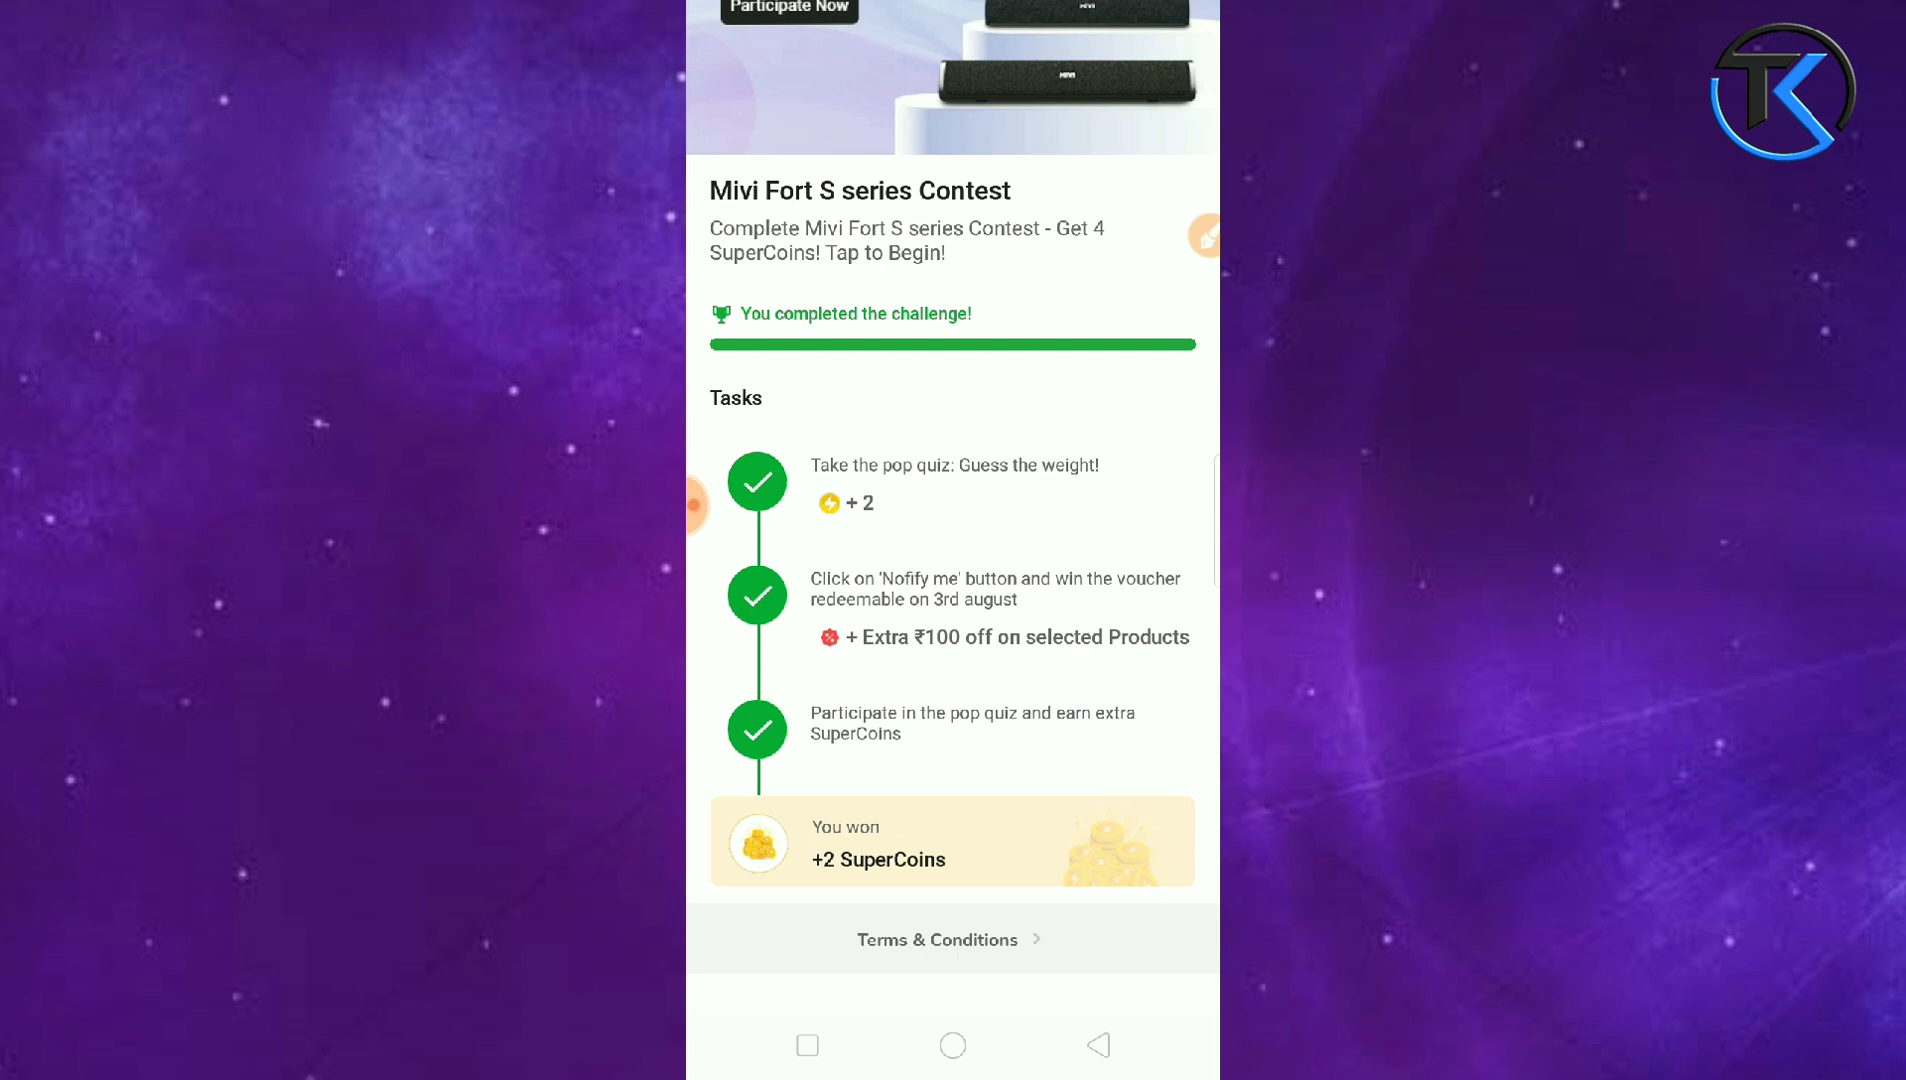 Participate Now
MIVI
MIVI
TK
Mivi Fort S series Contest
Complete Mivi Fort S series Contest - Get 4
SuperCoins! Tap to Begin!
You completed the challenge!
Tasks
Take the pop quiz: Guess the weight!
+ 2
Click on 'Nofify me' button and win the voucher
redeemable on 3rd august
+ Extra ₹100 off on selected Products
Participate in the pop quiz and earn extra
SuperCoins
You won
+2 SuperCoins
Terms & Conditions